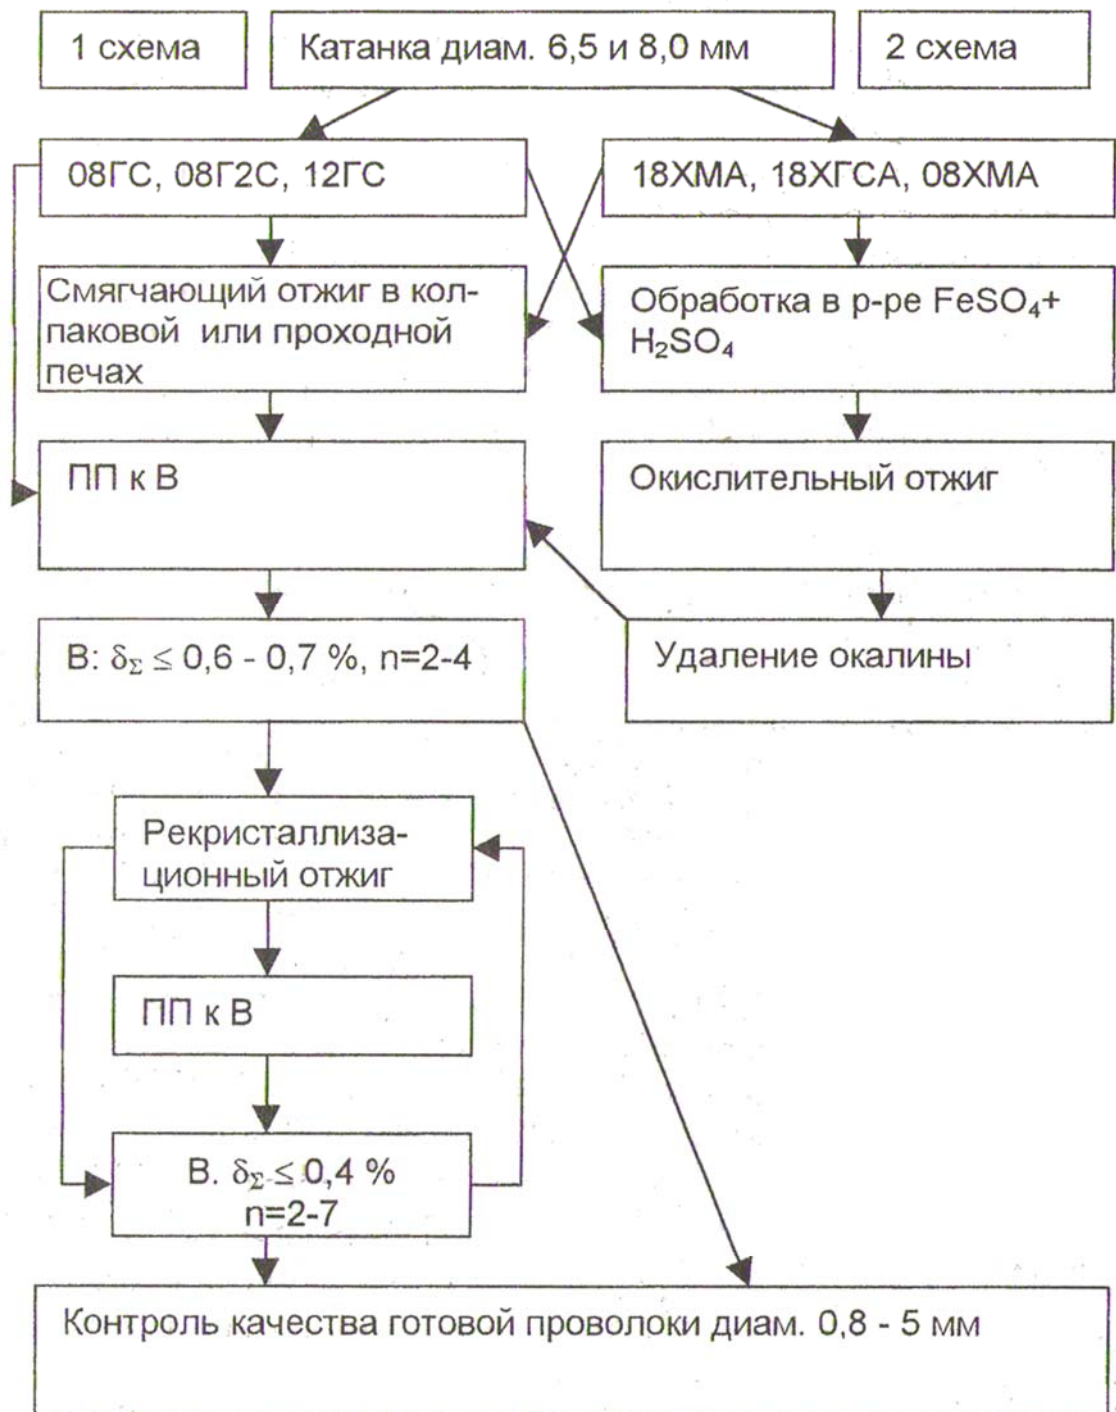 1 схема
Катанка диам. 6,5 и 8,0 мм
2 схема
08ГС, 08Г2С, 12ГС
18ХМА, 18ХГСА, 08ХМА
Смягчающий отжиг в кол-
паковой или проходной
печах
Обработка в р-ре FeSO₄+
H₂SO₄
ПП к В
Окислительный отжиг
В: δ_Σ ≤ 0,6 - 0,7 %, n=2-4
Удаление окалины
Рекристаллиза-
ционный отжиг
ПП к В
В. δ_Σ ≤ 0,4 %
n=2-7
Контроль качества готовой проволоки диам. 0,8 - 5 мм